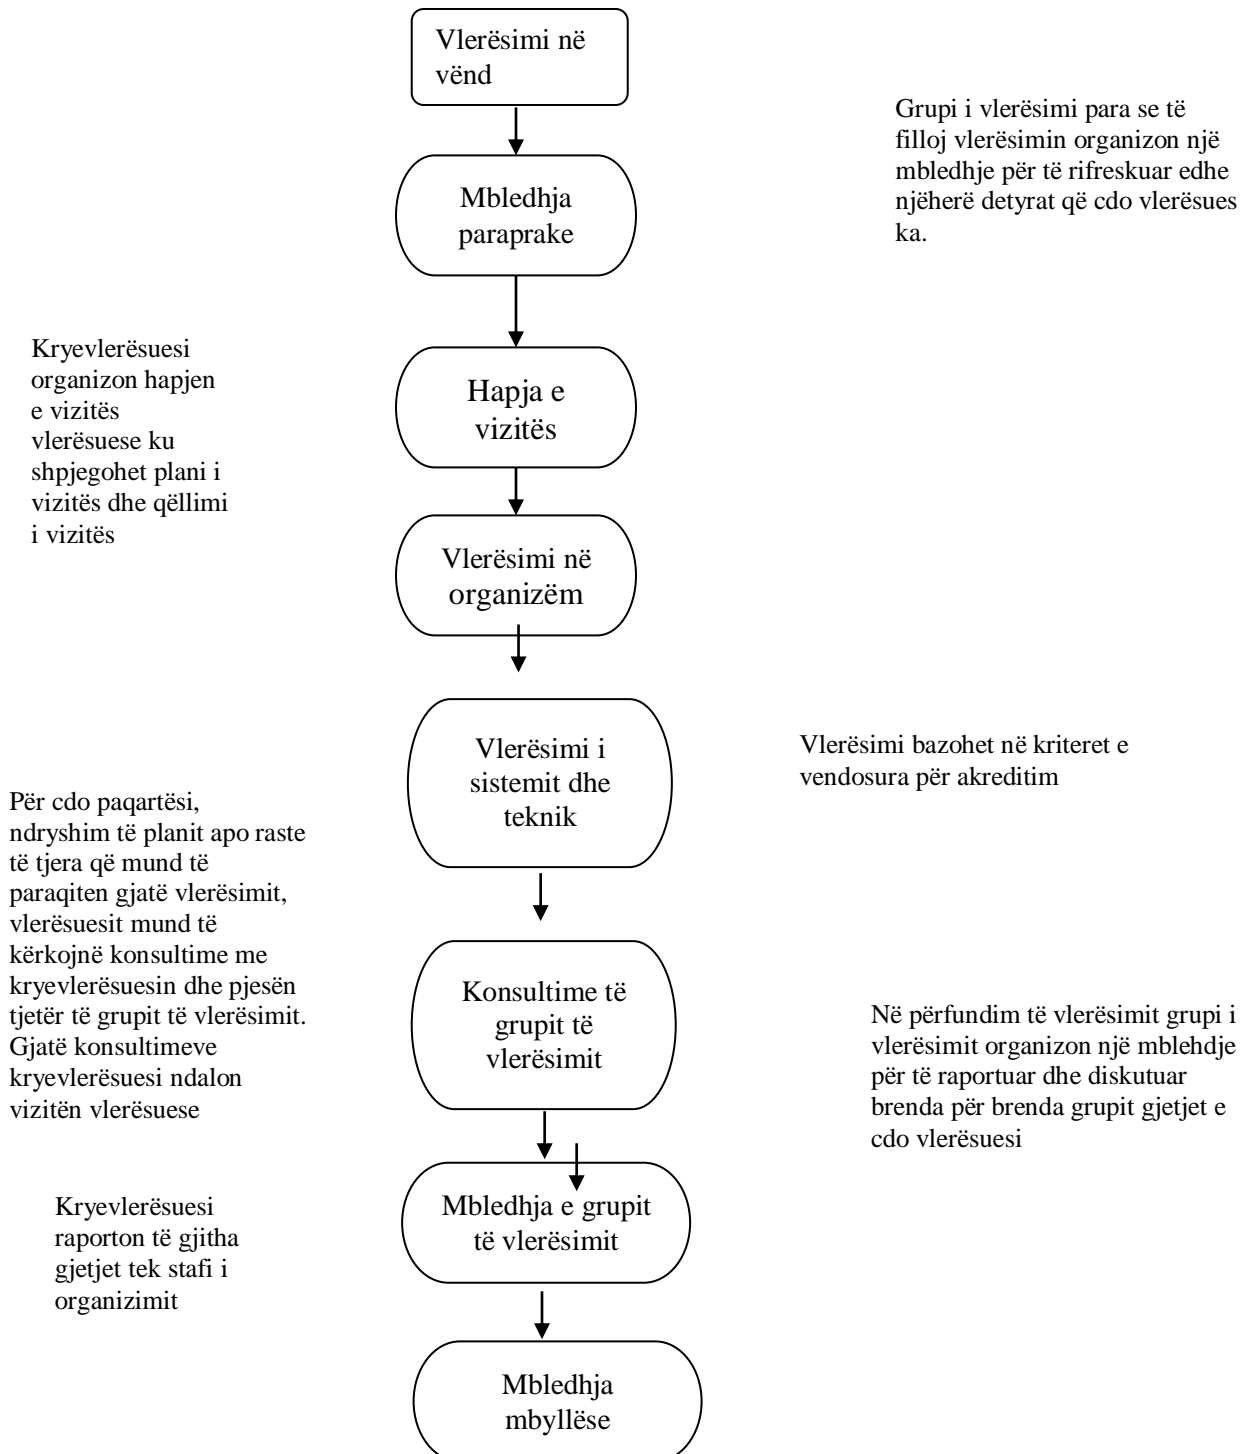 Vlerësimi në
vënd
Grupi i vlerësimi para se të
filloj vlerësimin organizon një
mbledhje për të rifreskuar edhe
njëherë detyrat që cdo vlerësues
ka.
Mbledhja
paraprake
Kryevlerësuesi
organizon hapjen
e vizitës
vlerësuese ku
shpjegohet plani i
vizitës dhe qëllimi
i vizitës
Hapja e
vizitës
Vlerësimi në
organizëm
Vlerësimi i
sistemit dhe
teknik
Vlerësimi bazohet në kriteret e
vendosura për akreditim
Për cdo paqartësi,
ndryshim të planit apo raste
të tjera që mund të
paraqiten gjatë vlerësimit,
vlerësuesit mund të
kërkojnë konsultime me
kryevlerësuesin dhe pjesën
tjetër të grupit të vlerësimit.
Gjatë konsultimeve
kryevlerësuesi ndalon
vizitën vlerësuese
Konsultime të
grupit të
vlerësimit
Në përfundim të vlerësimit grupi i
vlerësimit organizon një mblehdje
për të raportuar dhe diskutuar
brenda për brenda grupit gjetjet e
cdo vlerësuesi
Mbledhja e grupit
të vlerësimit
Kryevlerësuesi
raporton të gjitha
gjetjet tek stafi i
organizimit
Mbledhja
mbyllëse